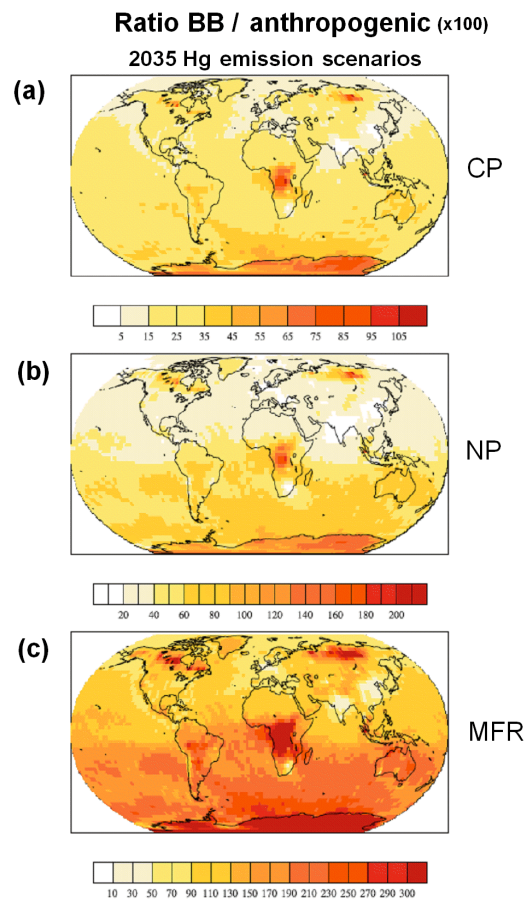 Ratio BB / anthropogenic (x100)
2035 Hg emission scenarios
(a)
CP
5 15 25 35 45 55 65 75 85 95 105
(b)
NP
20 40 60 80 100 120 140 160 180 200
(c)
MFR
10 30 50 70 90 110 130 150 170 190 210 230 250 270 290 300